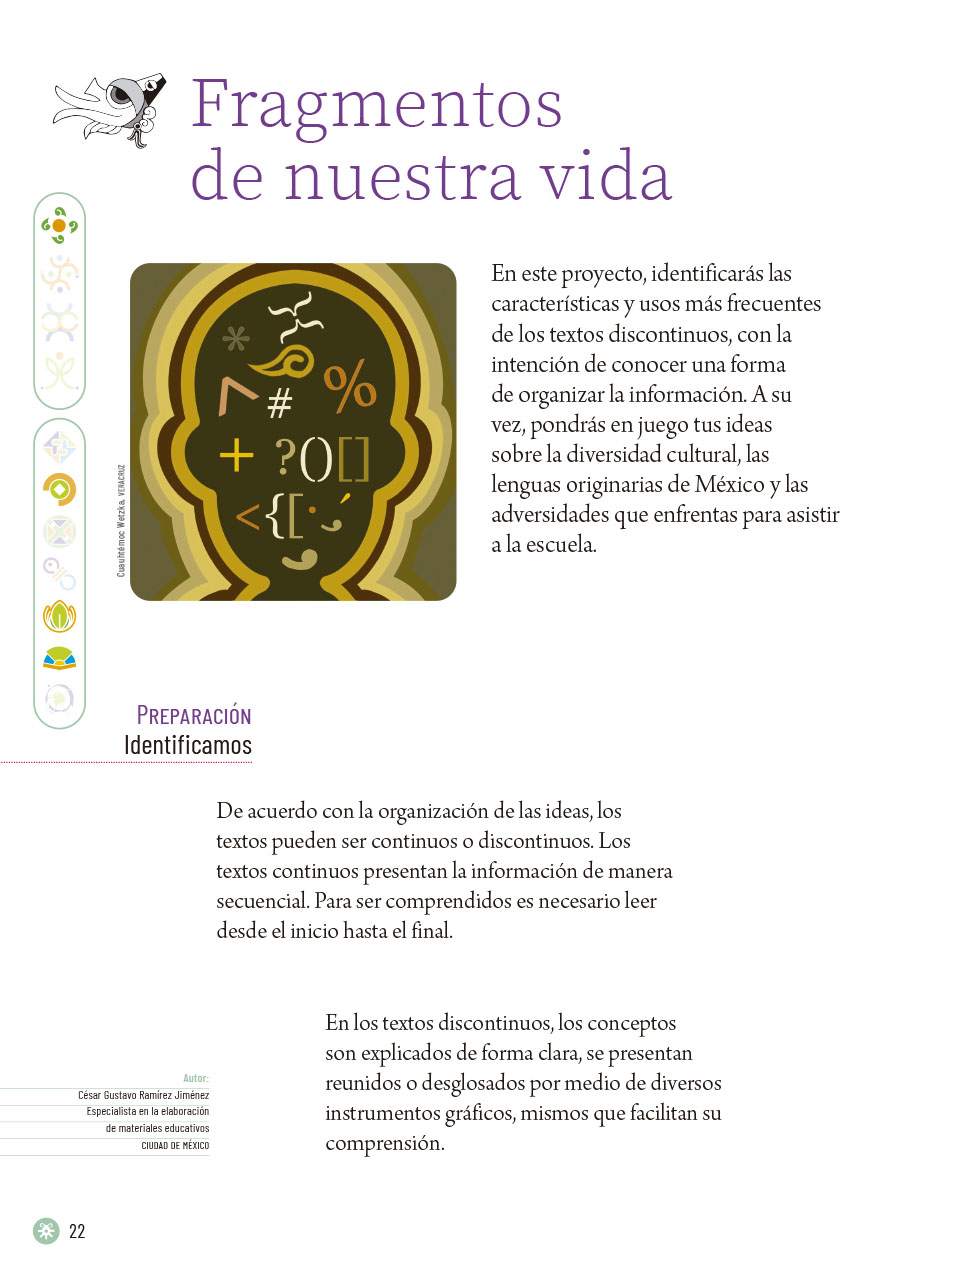 Fragmentos
de nuestra vida
En este proyecto, identificarás las
características y usos más frecuentes
de los textos discontinuos, con la
intención de conocer una forma
de organizar la información. A su
vez, pondrás en juego tus ideas
sobre la diversidad cultural, las
lenguas originarias de México y las
adversidades que enfrentas para asistir
a la escuela.
*
%
#
+ ?()[]
<{[
Cuauhtémoc Wetzka, VERACRUZ
PREPARACIÓN
Identificamos
De acuerdo con la organización de las ideas, los
textos pueden ser continuos o discontinuos. Los
textos continuos presentan la información de manera
secuencial. Para ser comprendidos es necesario leer
desde el inicio hasta el final.
En los textos discontinuos, los conceptos
son explicados de forma clara, se presentan
reunidos o desglosados por medio de diversos
instrumentos gráficos, mismos que facilitan su
comprensión.
Autor:
César Gustavo Ramírez Jiménez
Especialista en la elaboración
de materiales educativos
CIUDAD DE MÉXICO
22